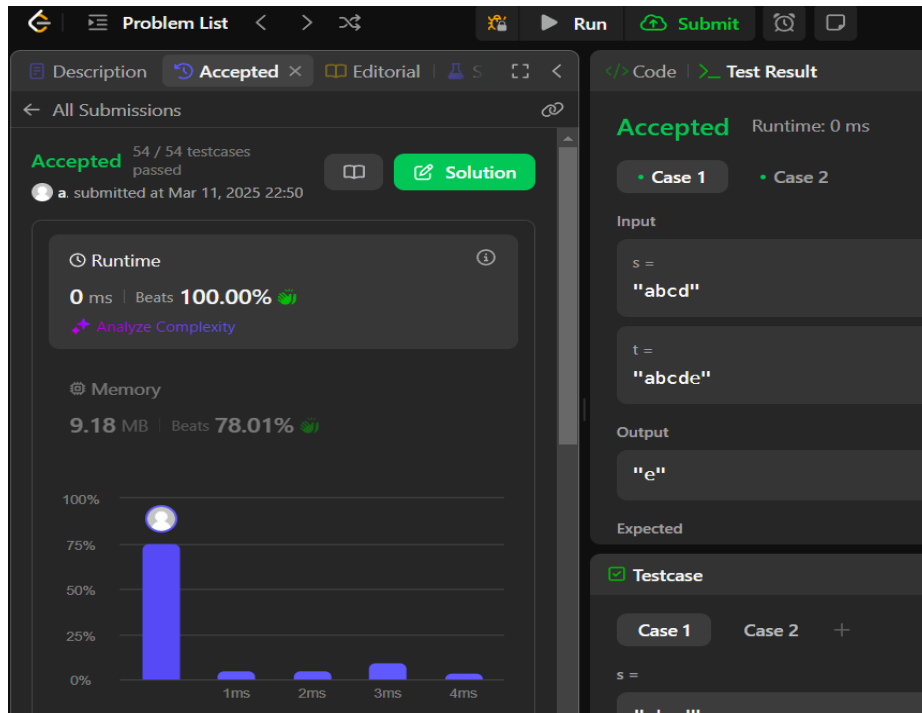 Problem List
Run
Submit
Description
Accepted
Editorial
S
All Submissions
Accepted
54 / 54 testcases
passed
a. submitted at Mar 11, 2025 22:50
Solution
Runtime
0 ms
Beats 100.00%
Analyze Complexity
Memory
9.18 MB
Beats 78.01%
100%
75%
50%
25%
0%
1ms
2ms
3ms
4ms
</> Code
>_ Test Result
Accepted
Runtime: 0 ms
• Case 1
• Case 2
Input
s =
"abcd"
t =
"abcde"
Output
"e"
Expected
Testcase
Case 1
Case 2
+
s =